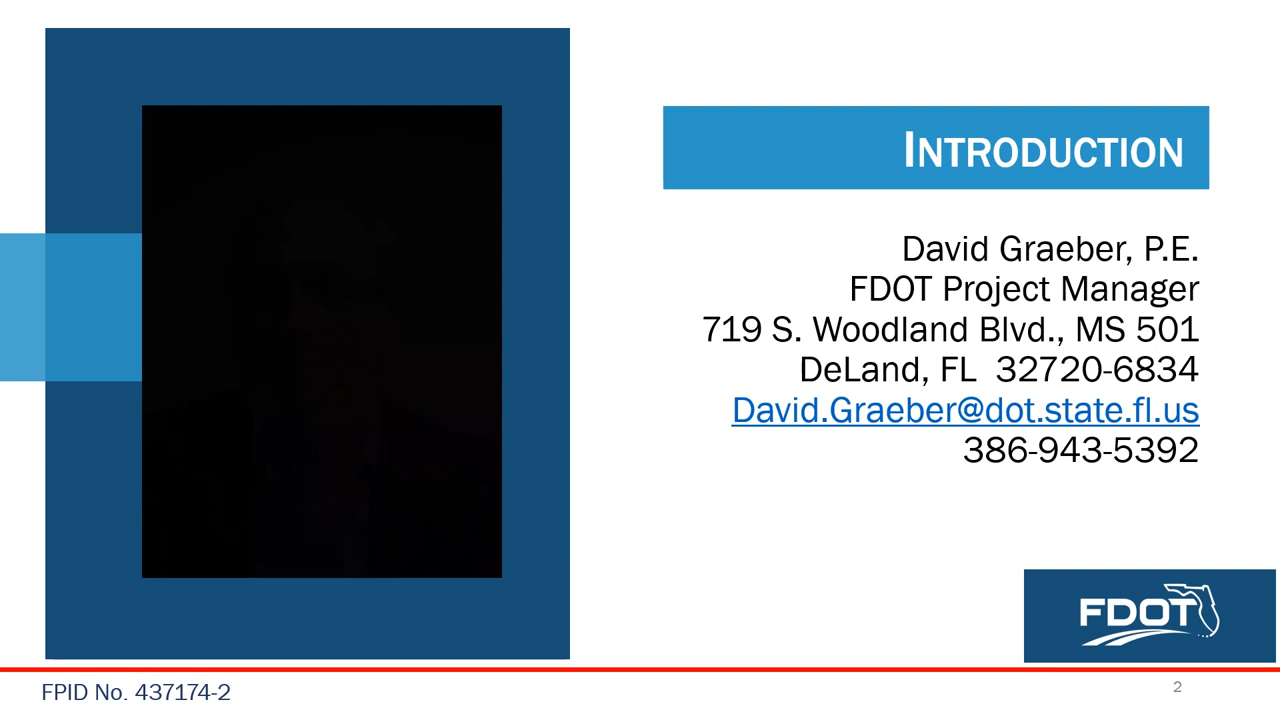 INTRODUCTION
David Graeber, P.E.
FDOT Project Manager
719 S. Woodland Blvd., MS 501
DeLand, FL  32720-6834
David.Graeber@dot.state.fl.us
386-943-5392
FDOT
FPID No. 437174-2
2